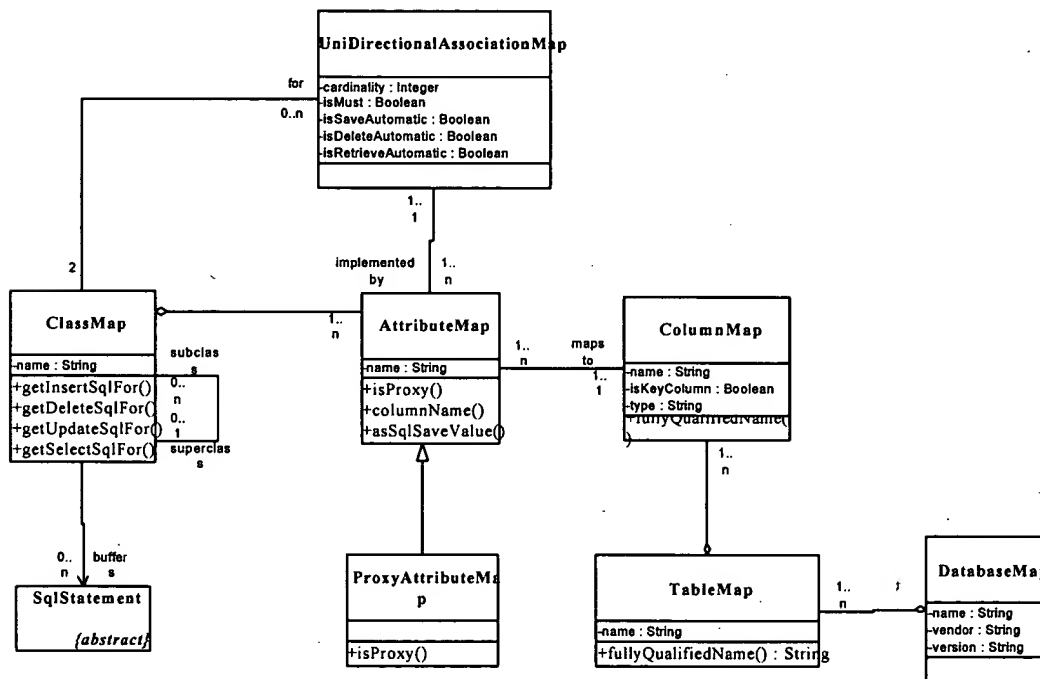 UniDirectionalAssociationMap
-cardinality : Integer
-isMust : Boolean
-isSaveAutomatic : Boolean
-isDeleteAutomatic : Boolean
-isRetrieveAutomatic : Boolean
for
0..n
1..
1
2
implemented
by
1..
n
ClassMap
-name : String
+getInsertSqlFor()
+getDeleteSqlFor()
+getUpdateSqlFor()
+getSelectSqlFor()
subclas
s
0..
n
0..
1
superclas
s
1..
n
AttributeMap
-name : String
+isProxy()
+columnName()
+asSqlSaveValue()
1..
n
maps
to
1..
1
ColumnMap
-name : String
-isKeyColumn : Boolean
-type : String
+fullyQualifiedName(
)
1..
n
0..
n
buffer
s
SqlStatement
{abstract}
ProxyAttributeMa
p
+isProxy()
TableMap
-name : String
+fullyQualifiedName() : String
1..
n
DatabaseMap
-name : String
-vendor : String
-version : String